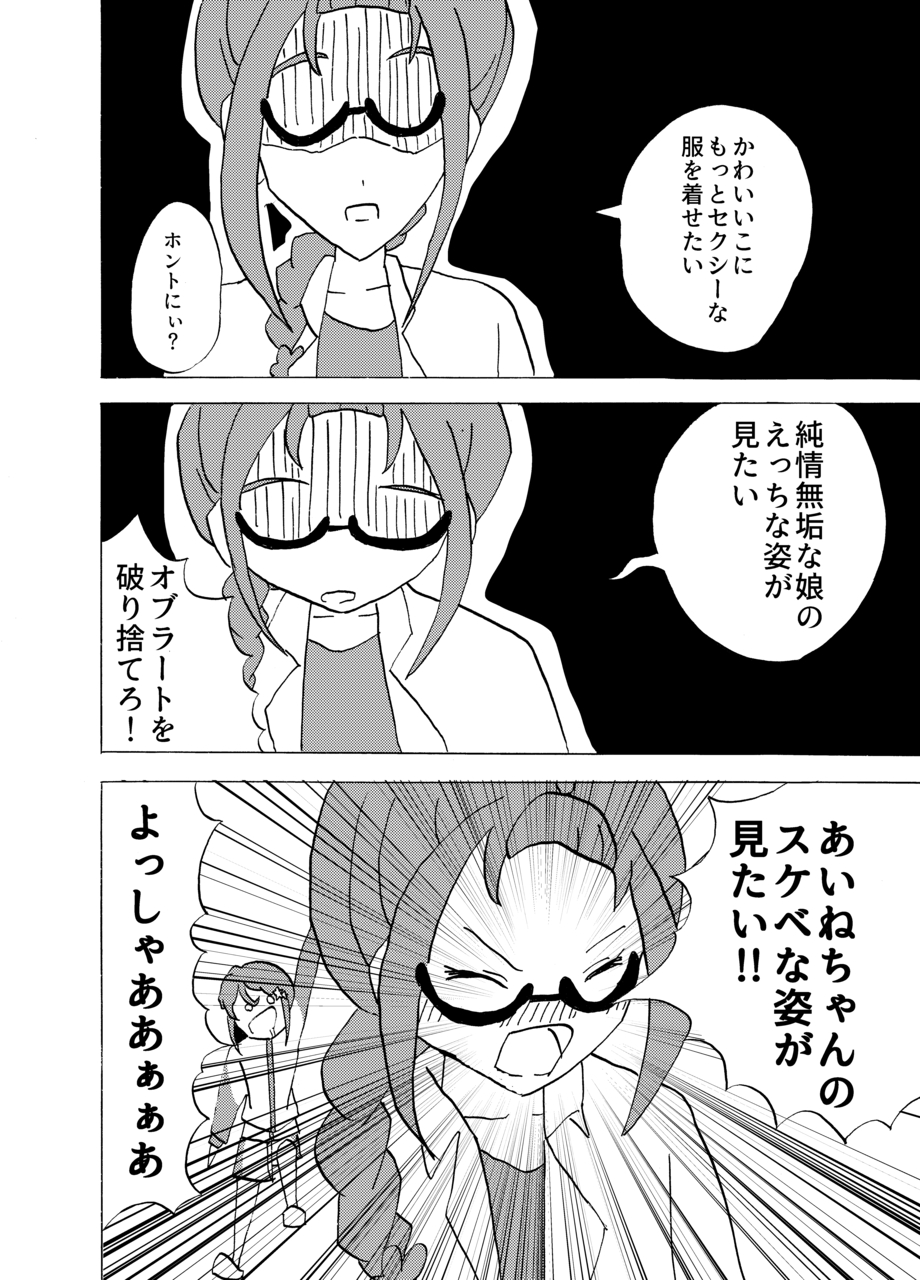 かわいいこに
もっとセクシーな
服を着せたい
ホントにぃ?
純情無垢な娘の
えっちな姿が
見たい
オブラートを
破り捨てろ!
あいねちゃんの
スケベな姿が
見たい!!
よっしゃああぁぁあ